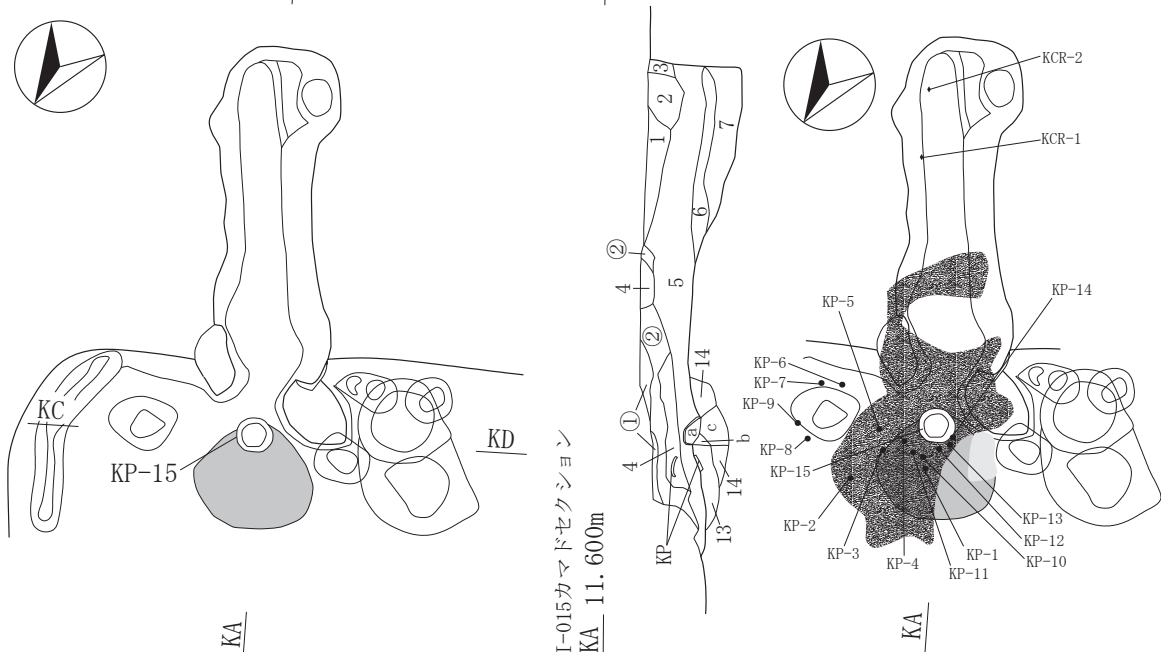 KC
KP-15
KD
KA
I-015カマドセクション
KA 11.600m
3
2
1
7
6
②
4
5
②
14
①
a
c
b
4
14
13
KP
KCR-2
KCR-1
KP-14
KP-5
KP-6
KP-7
KP-9
KP-8
KP-15
KP-2
KP-3
KP-4
KP-11
KP-1
KP-10
KP-12
KP-13
KA